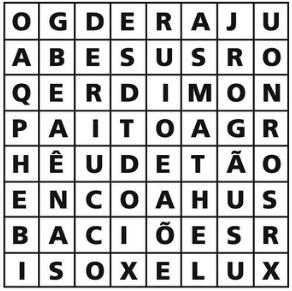 O G D E R A J U
A B E S U S R O
Q E R D I M O N
P A I T O A G R
H Ê U D E T Ã O
E N C O A H U S
B A C I Õ E S R
I S O X E L U X